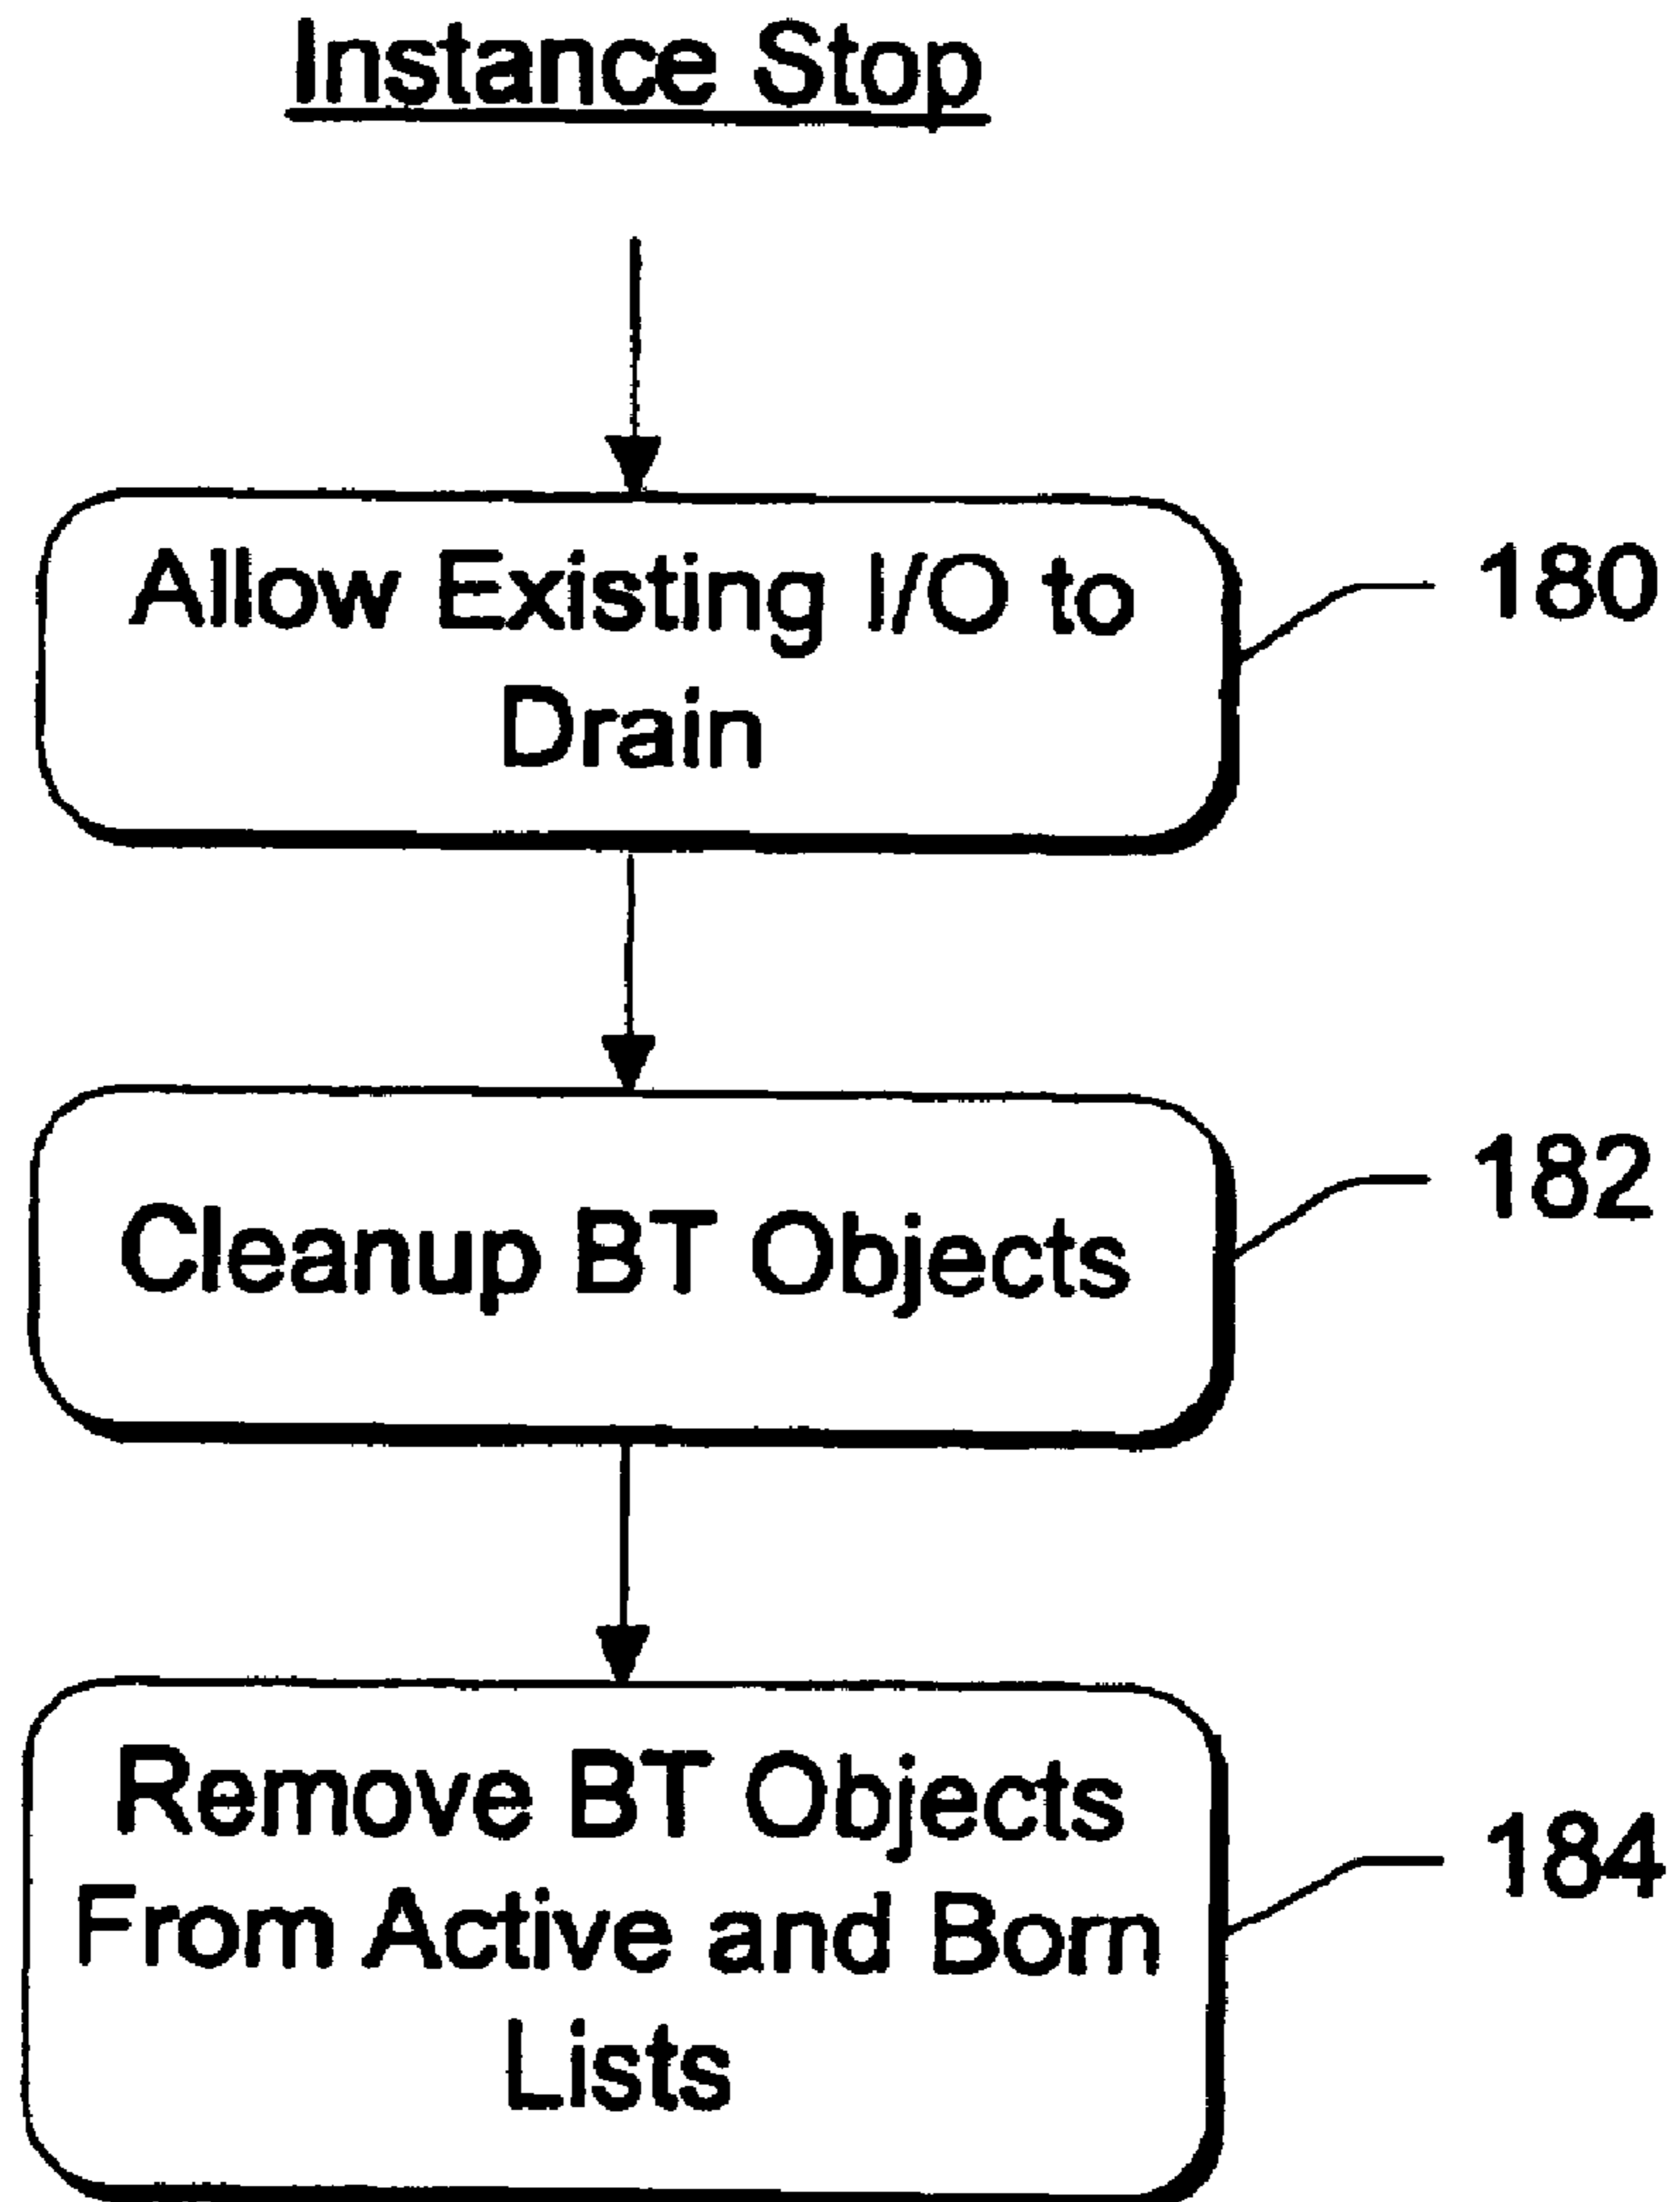 Instance Stop
Allow Existing I/O to
Drain
180
Cleanup BT Objects
182
Remove BT Objects
From Active and Born
Lists
184